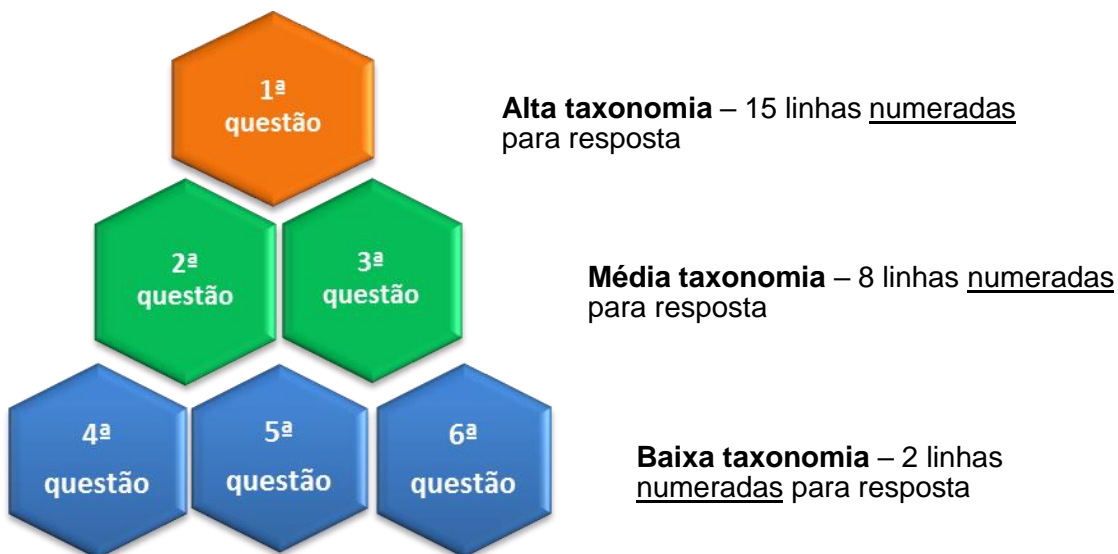 1ª
questão
Alta taxonomia – 15 linhas numeradas
para resposta
2ª
questão
3ª
questão
Média taxonomia – 8 linhas numeradas
para resposta
4ª
questão
5ª
questão
6ª
questão
Baixa taxonomia – 2 linhas
numeradas para resposta